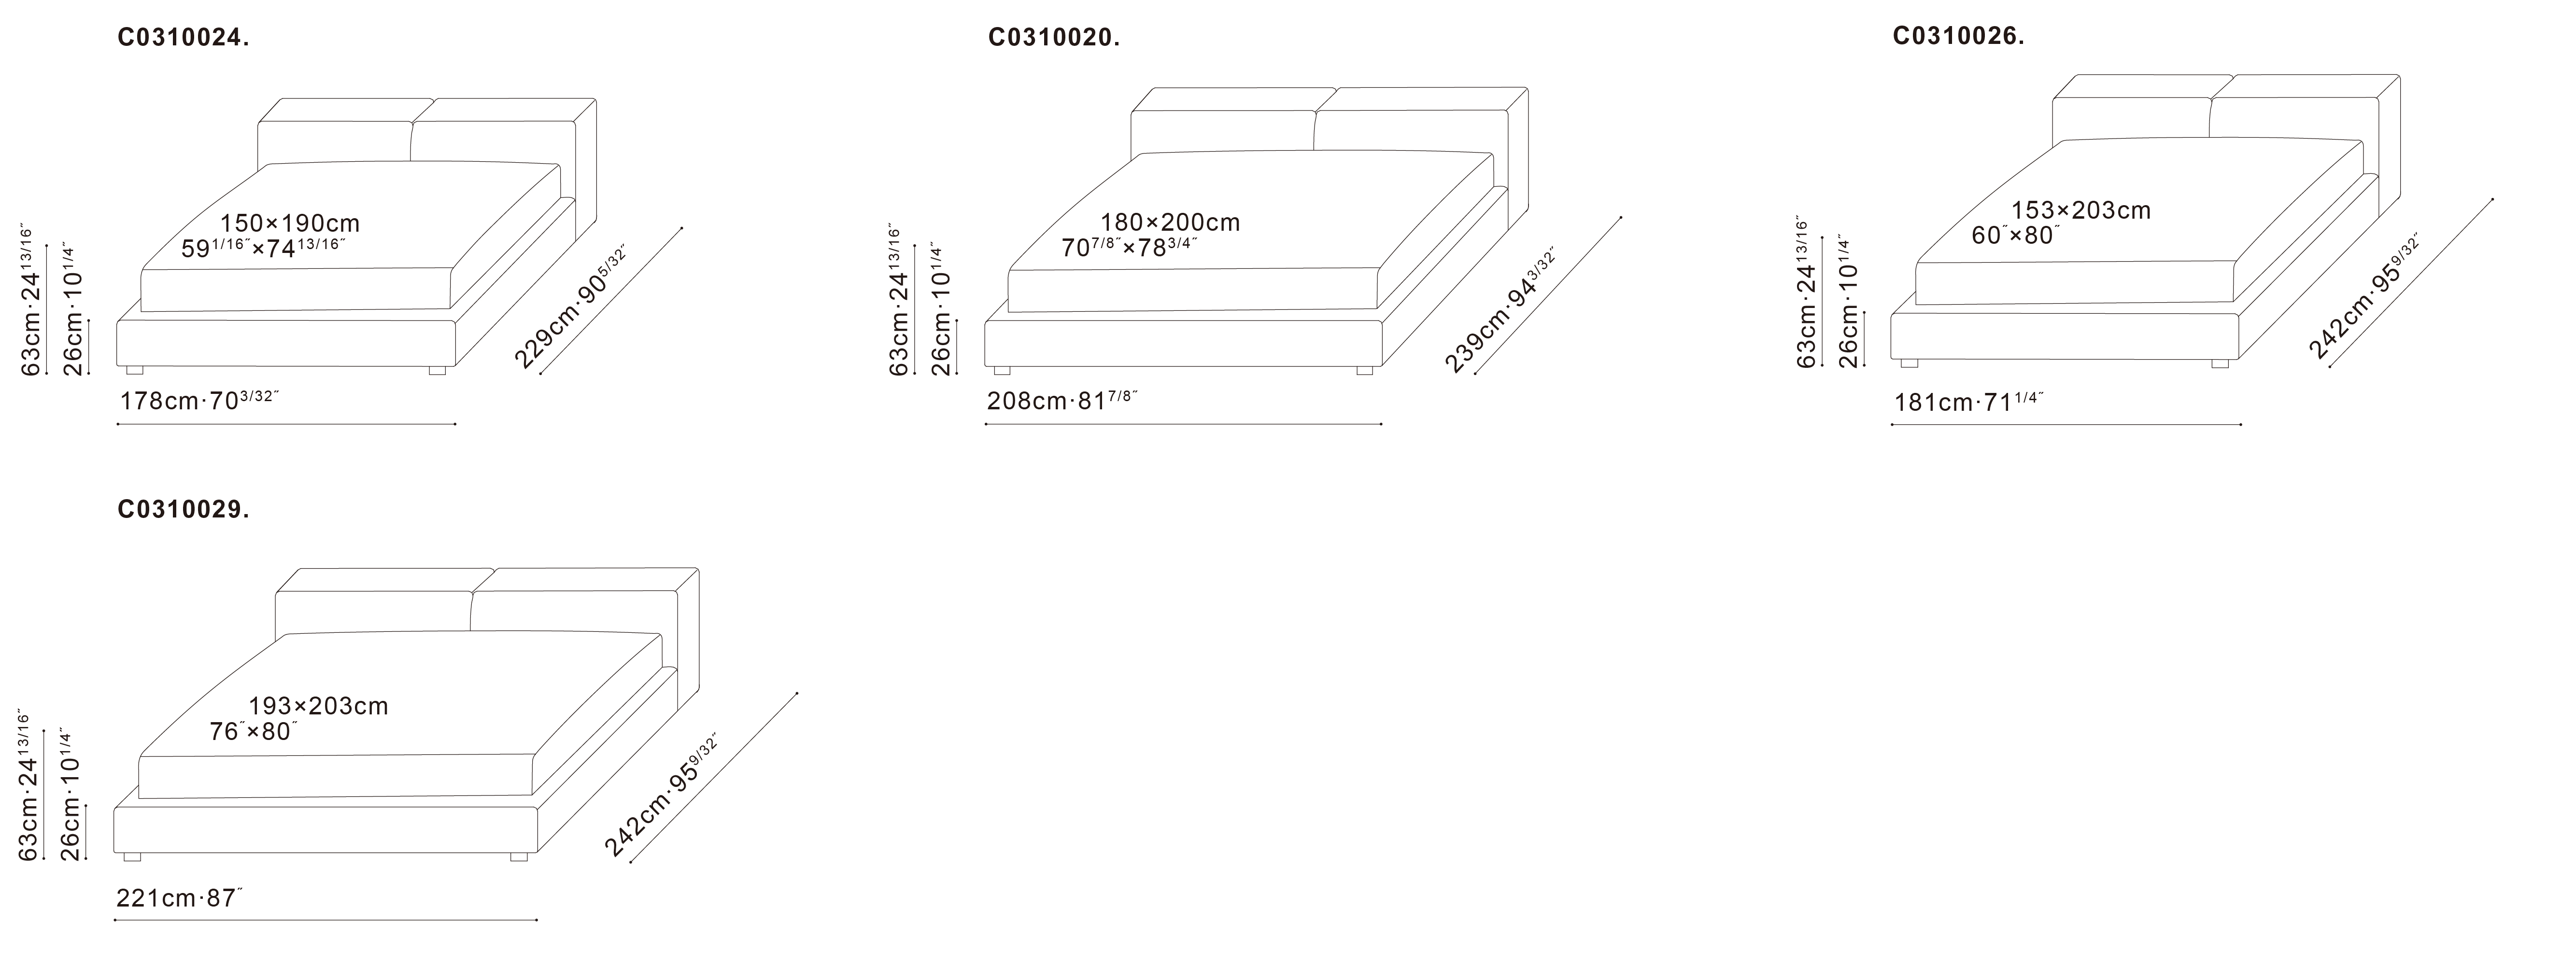 C0310024.
150×190cm
59 1/16″×74 13/16″
63cm·24 13/16″
26cm·10 1/4″
229cm·90 5/32″
178cm·70 3/32″
C0310020.
180×200cm
70 7/8″×78 3/4″
63cm·24 13/16″
26cm·10 1/4″
239cm·94 3/32″
208cm·81 7/8″
C0310026.
153×203cm
60″×80″
63cm·24 13/16″
26cm·10 1/4″
242cm·95 9/32″
181cm·71 1/4″
C0310029.
193×203cm
76″×80″
63cm·24 13/16″
26cm·10 1/4″
242cm·95 9/32″
221cm·87″